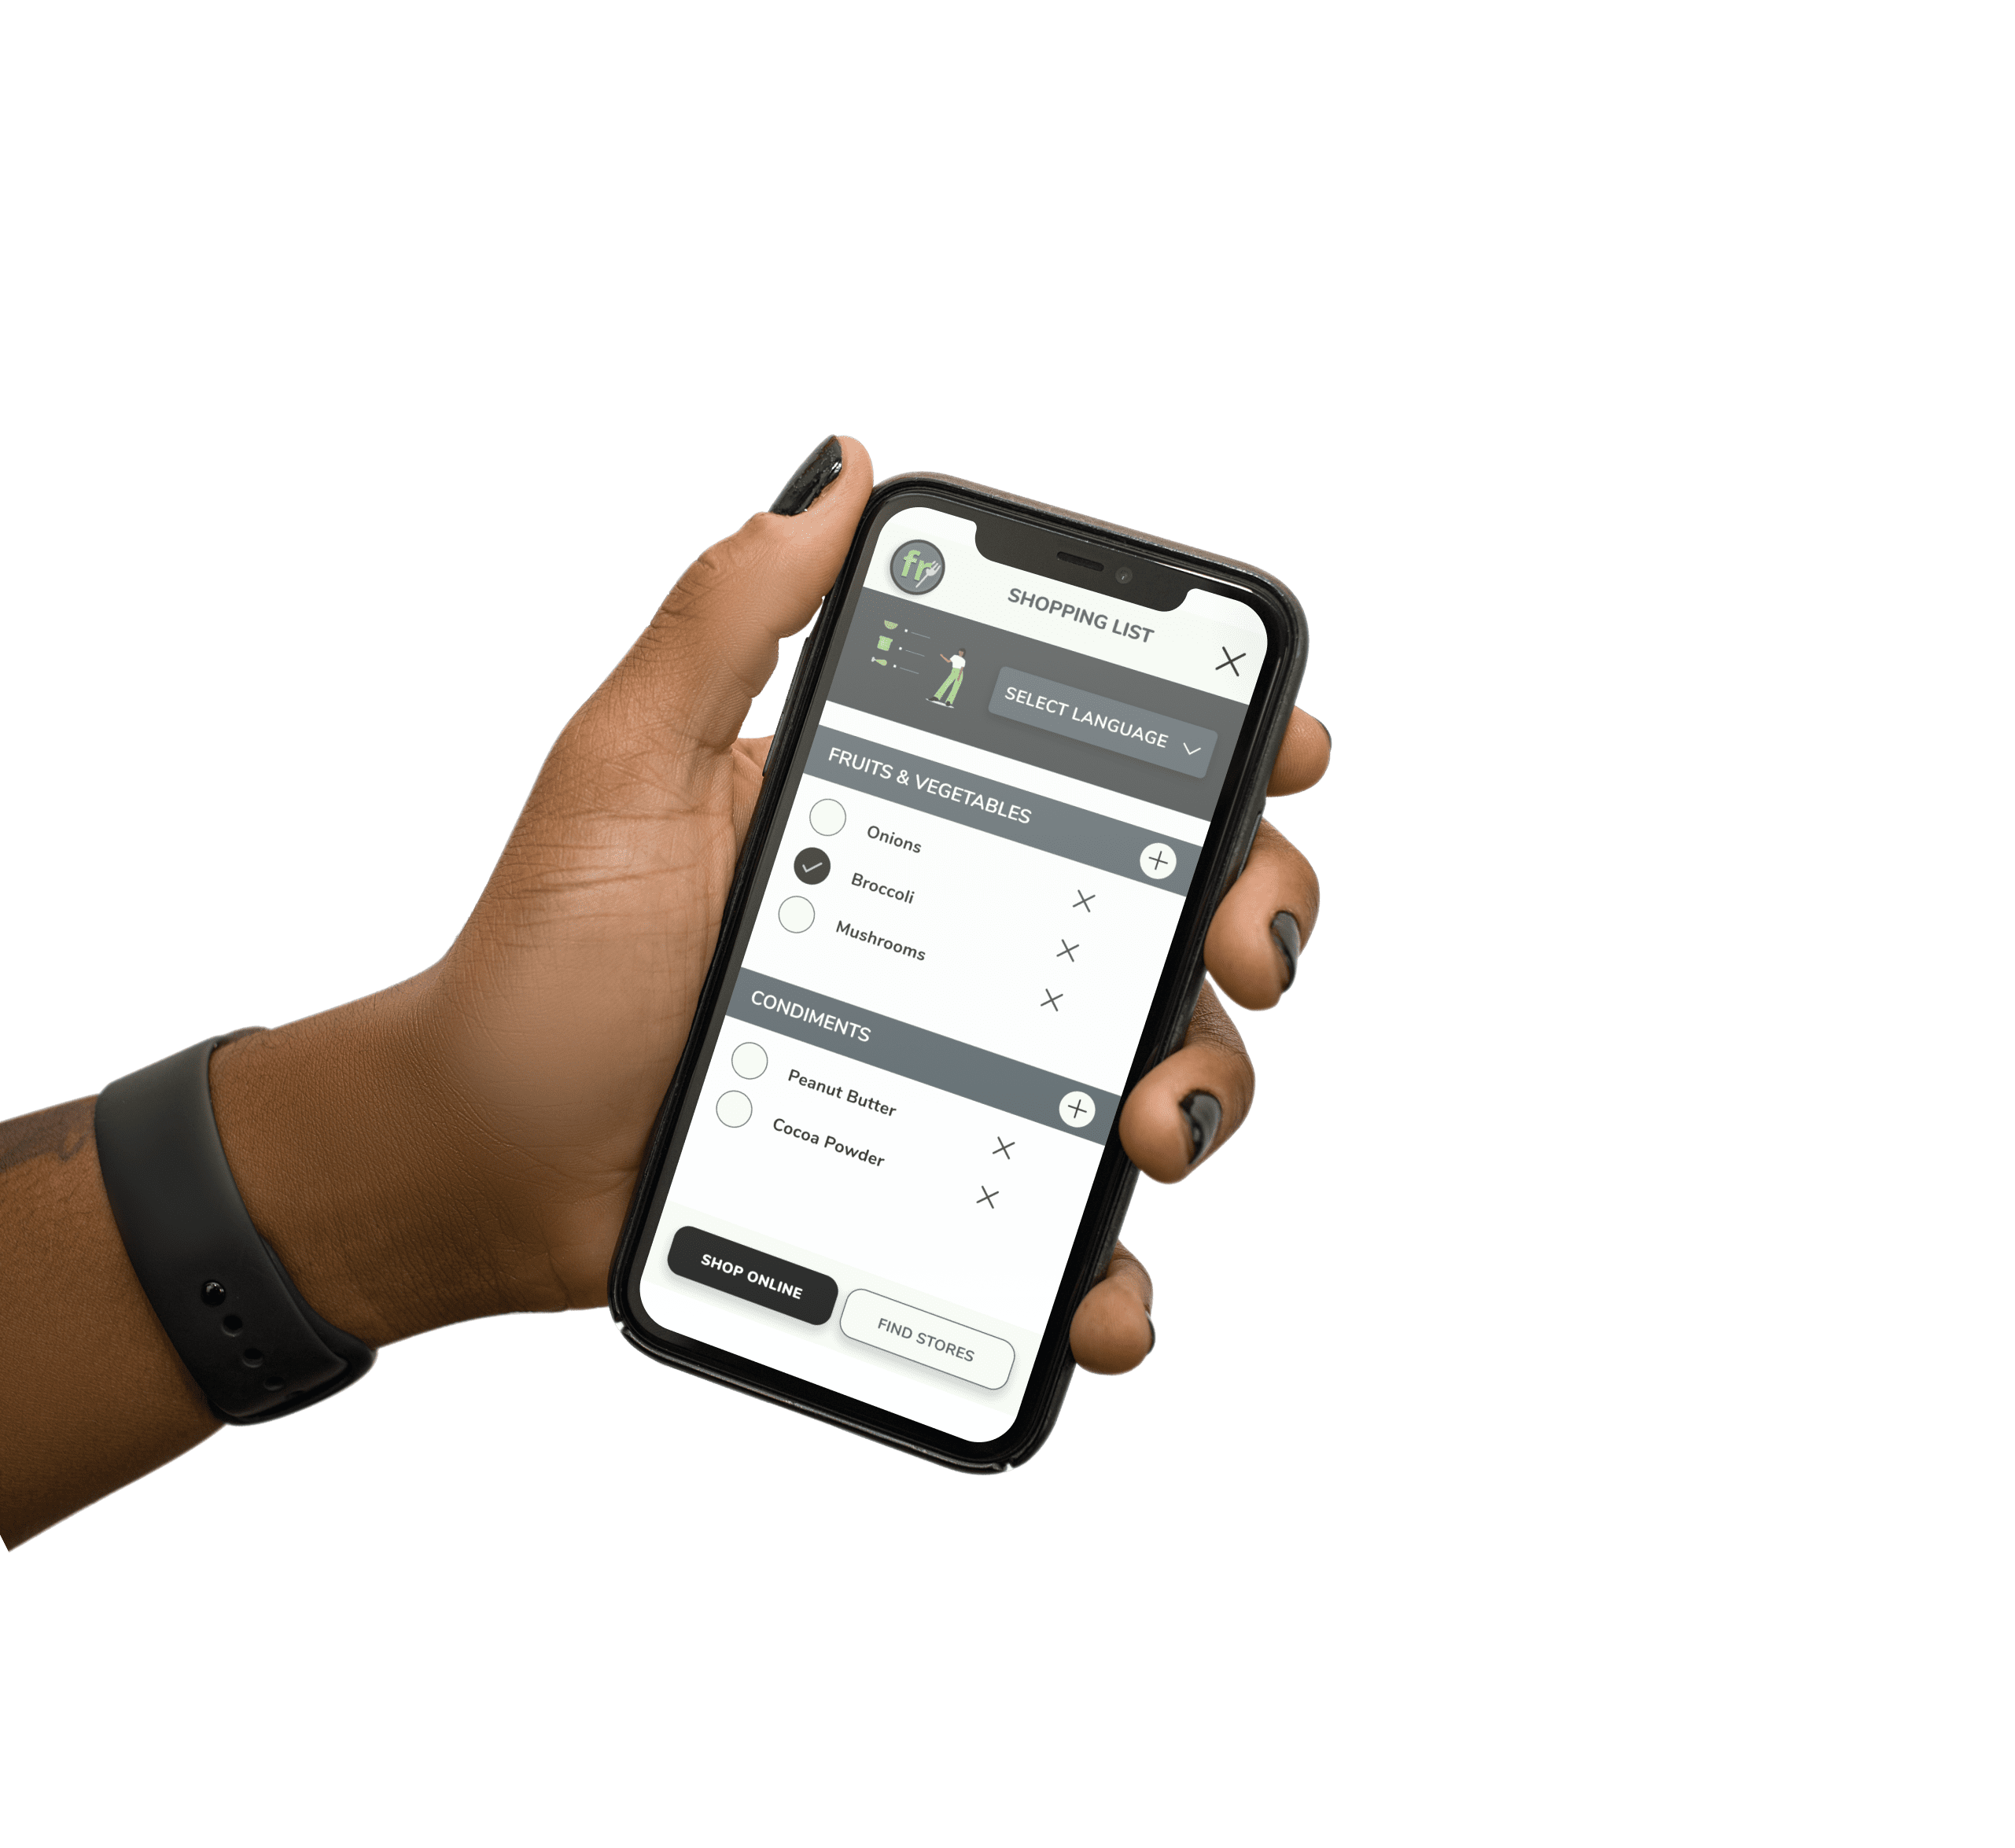 fr
SHOPPING LIST
SELECT LANGUAGE
FRUITS & VEGETABLES
Onions
Broccoli
Mushrooms
CONDIMENTS
Peanut Butter
Cocoa Powder
SHOP ONLINE
FIND STORES